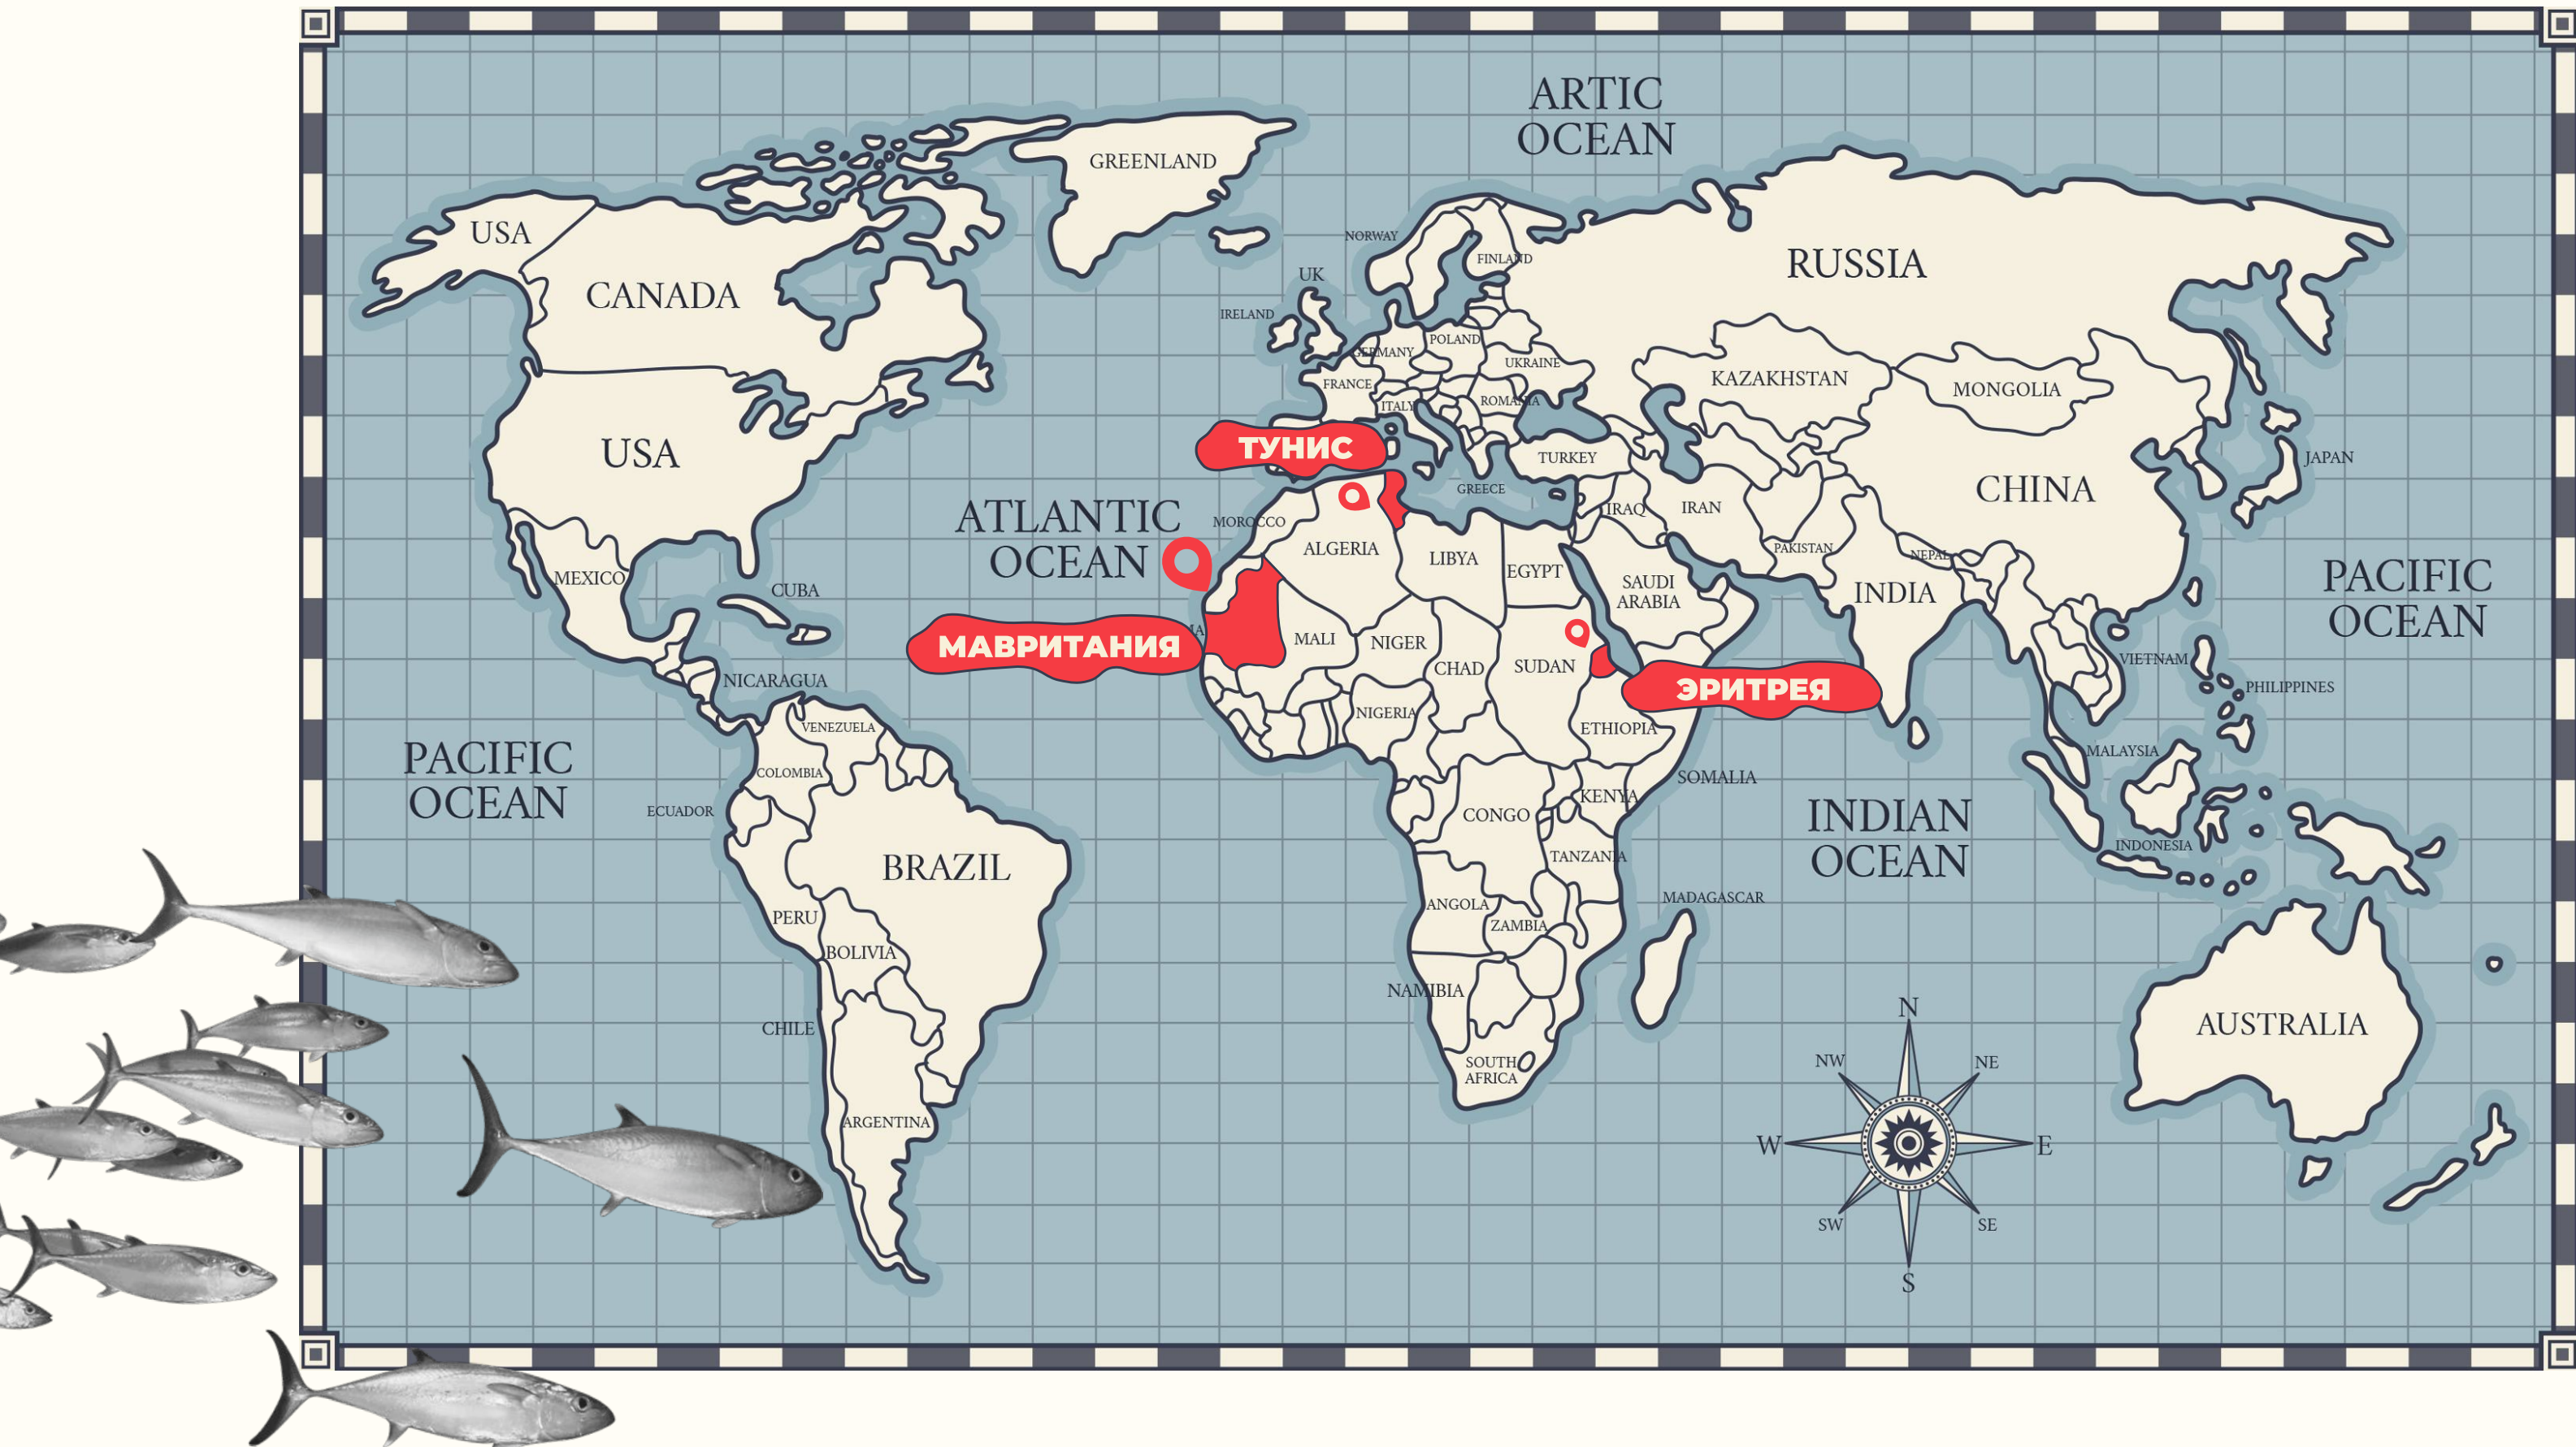 ARTIC
OCEAN
GREENLAND
USA
NORWAY
FINLAND
RUSSIA
UK
CANADA
IRELAND
POLAND
GERMANY
UKRAINE
FRANCE
KAZAKHSTAN
MONGOLIA
ITALY
ROMANIA
ТУНИС
USA
TURKEY
JAPAN
GREECE
CHINA
ATLANTIC
OCEAN
MOROCCO
IRAQ
IRAN
ALGERIA
LIBYA
EGYPT
PAKISTAN
NEPAL
MEXICO
CUBA
SAUDI
ARABIA
INDIA
PACIFIC
OCEAN
МАВРИТАНИЯ
MALI
NIGER
CHAD
SUDAN
VIETNAM
NICARAGUA
ЭРИТРЕЯ
PHILIPPINES
VENEZUELA
NIGERIA
ETHIOPIA
PACIFIC
OCEAN
MALAYSIA
COLOMBIA
SOMALIA
ECUADOR
KENYA
CONGO
INDIAN
OCEAN
INDONESIA
BRAZIL
TANZANIA
MADAGASCAR
ANGOLA
PERU
ZAMBIA
BOLIVIA
NAMIBIA
CHILE
N
AUSTRALIA
NW
NE
SOUTH
AFRICA
ARGENTINA
W
E
SW
SE
S